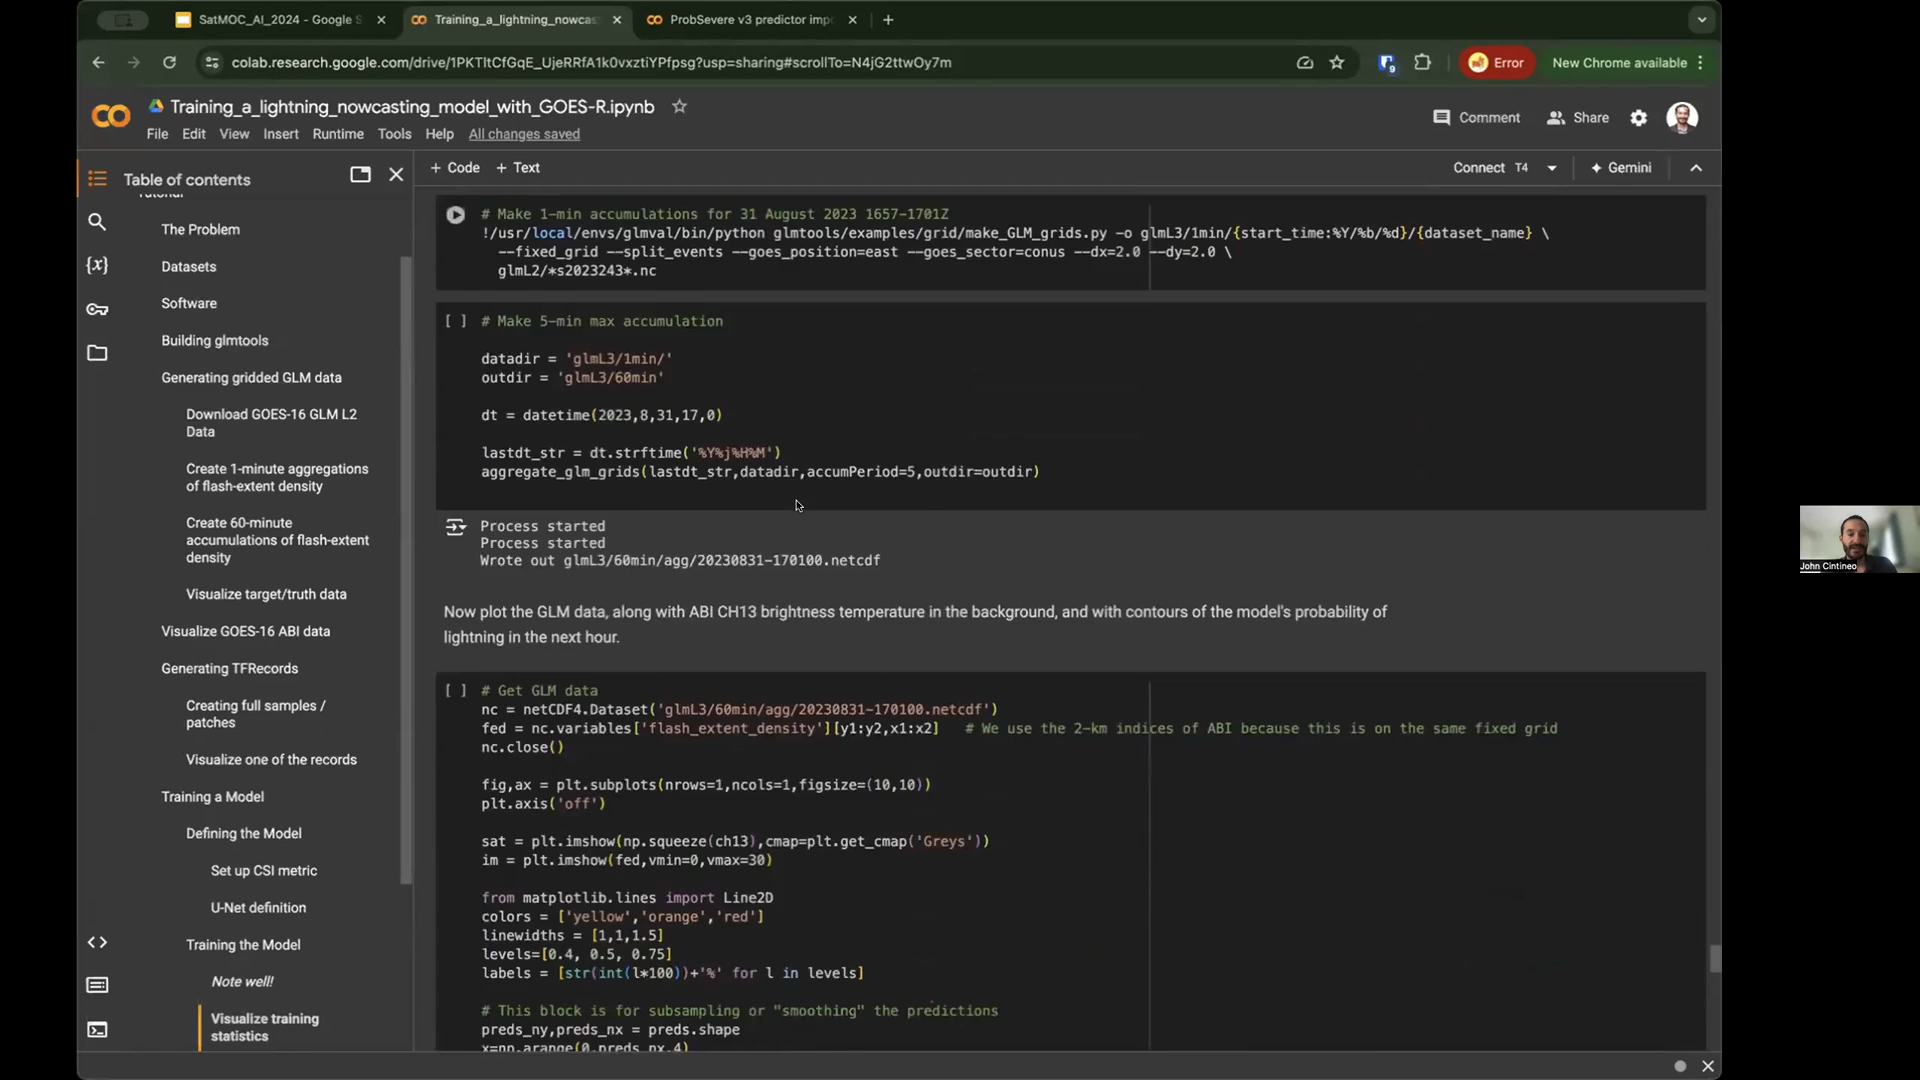 SatMOC_AI_2024 - Google S
Training_a_lightning_nowcas
ProbSevere v3 predictor imp
colab.research.google.com/drive/1PKTItCfGqE_UjeRRfA1k0vxztiYPfpsg?usp=sharing#scrollTo=N4jG2ttwOy7m
9
Error
New Chrome available
Training_a_lightning_nowcasting_model_with_GOES-R.ipynb
File Edit View Insert Runtime Tools Help All changes saved
Comment
Share
Table of contents
+ Code + Text
Connect T4
Gemini
Tutorial
The Problem
Datasets
Software
Building glmtools
Generating gridded GLM data
Download GOES-16 GLM L2
Data
Create 1-minute aggregations
of flash-extent density
Create 60-minute
accumulations of flash-extent
density
Visualize target/truth data
Visualize GOES-16 ABI data
Generating TFRecords
Creating full samples /
patches
Visualize one of the records
Training a Model
Defining the Model
Set up CSI metric
U-Net definition
Training the Model
Note well!
Visualize training
statistics
# Make 1-min accumulations for 31 August 2023 1657-1701Z
!/usr/local/envs/glmval/bin/python glmtools/examples/grid/make_GLM_grids.py -o glmL3/1min/{start_time:%Y/%b/%d}/{dataset_name} \
--fixed_grid --split_events --goes_position=east --goes_sector=conus --dx=2.0 --dy=2.0 \
glmL2/*s2023243*.nc
[ ] # Make 5-min max accumulation
datadir = 'glmL3/1min/'
outdir = 'glmL3/60min'
dt = datetime(2023,8,31,17,0)
lastdt_str = dt.strftime('%Y%j%H%M')
aggregate_glm_grids(lastdt_str,datadir,accumPeriod=5,outdir=outdir)
Process started
Process started
Wrote out glmL3/60min/agg/20230831-170100.netcdf
Now plot the GLM data, along with ABI CH13 brightness temperature in the background, and with contours of the model's probability of
lightning in the next hour.
[ ] # Get GLM data
nc = netCDF4.Dataset('glmL3/60min/agg/20230831-170100.netcdf')
fed = nc.variables['flash_extent_density'][y1:y2,x1:x2] # We use the 2-km indices of ABI because this is on the same fixed grid
nc.close()
fig,ax = plt.subplots(nrows=1,ncols=1,figsize=(10,10))
plt.axis('off')
sat = plt.imshow(np.squeeze(ch13),cmap=plt.get_cmap('Greys'))
im = plt.imshow(fed,vmin=0,vmax=30)
from matplotlib.lines import Line2D
colors = ['yellow','orange','red']
linewidths = [1,1,1.5]
levels=[0.4, 0.5, 0.75]
labels = [str(int(l*100))+'%' for l in levels]
# This block is for subsampling or "smoothing" the predictions
preds_ny,preds_nx = preds.shape
x=np.arange(0,preds_nx,4)
John Cintineo